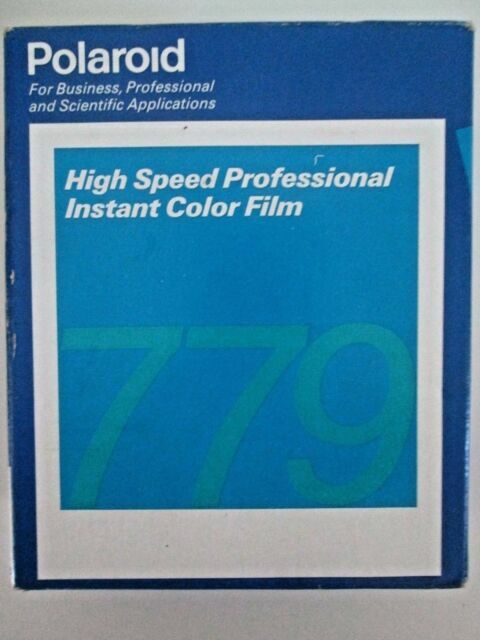 Polaroid
For Business, Professional
and Scientific Applications
High Speed Professional
Instant Color Film
779